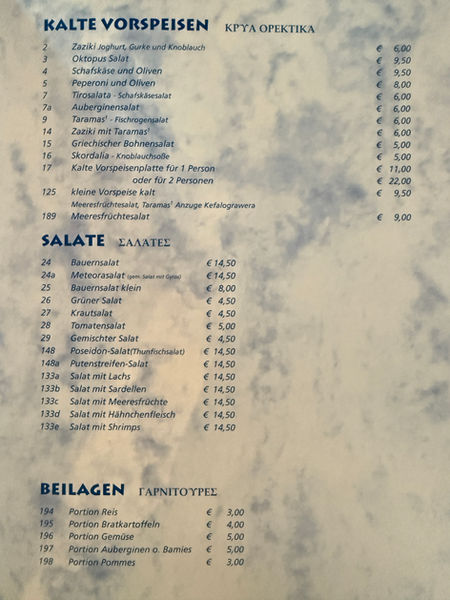 KALTE VORSPEISEN ΚΡΥΑ ΟΡΕΚΤΙΚΑ
2 Zaziki Joghurt, Gurke und Knoblauch € 6,00
3 Oktopus Salat € 9,50
4 Schafskäse und Oliven € 9,50
5 Peperoni und Oliven € 8,00
7 Tirosalata - Schafskäsesalat € 6,00
7a Auberginensalat € 6,00
9 Taramas¹ - Fischrogensalat € 6,00
14 Zaziki mit Taramas¹ € 6,00
15 Griechischer Bohnensalat € 5,00
16 Skordalia - Knoblauchsoße € 5,00
17 Kalte Vorspeisenplatte für 1 Person € 11,00
oder für 2 Personen € 22,00
125 kleine Vorspeise kalt € 9,50
Meeresfrüchtesalat, Taramas¹ Anzuge Kefalograwera
189 Meeresfrüchtesalat € 9,00
SALATE ΣΑΛΑΤΕΣ
24 Bauernsalat € 14,50
24a Meteorasalat (gem. Salat mit Gyros) € 14,50
25 Bauernsalat klein € 8,00
26 Grüner Salat € 4,50
27 Krautsalat € 4,50
28 Tomatensalat € 5,00
29 Gemischter Salat € 4,50
148 Poseidon-Salat(Thunfischsalat) € 14,50
148a Putenstreifen-Salat € 14,50
133a Salat mit Lachs € 14,50
133b Salat mit Sardellen € 14,50
133c Salat mit Meeresfrüchte € 14,50
133d Salat mit Hähnchenfleisch € 14,50
133e Salat mit Shrimps € 14,50
BEILAGEN ΓΑΡΝΙΤΟΥΡΕΣ
194 Portion Reis € 3,00
195 Portion Bratkartoffeln € 4,00
196 Portion Gemüse € 5,00
197 Portion Auberginen o. Bamies € 5,00
198 Portion Pommes € 3,00